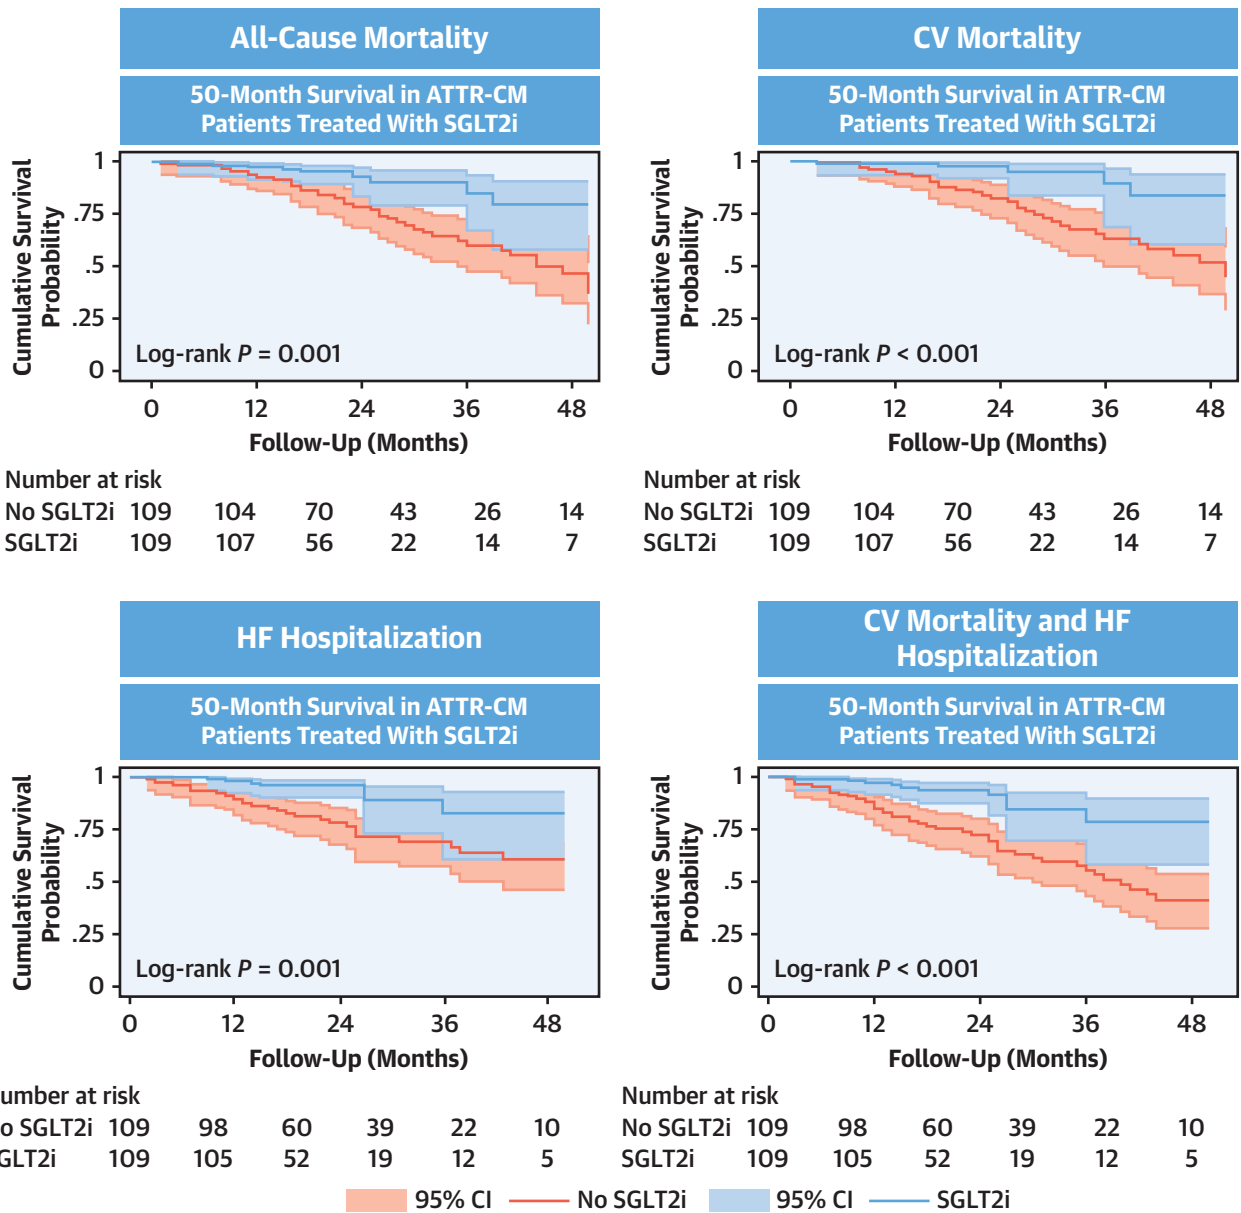 All-Cause Mortality
50-Month Survival in ATTR-CM
Patients Treated With SGLT2i
Cumulative Survival
Probability
1
.75
.5
.25
0
Log-rank P = 0.001
0 12 24 36 48
Follow-Up (Months)
Number at risk
No SGLT2i 109 104 70 43 26 14
SGLT2i 109 107 56 22 14 7
CV Mortality
50-Month Survival in ATTR-CM
Patients Treated With SGLT2i
Cumulative Survival
Probability
1
.75
.5
.25
0
Log-rank P < 0.001
0 12 24 36 48
Follow-Up (Months)
Number at risk
No SGLT2i 109 104 70 43 26 14
SGLT2i 109 107 56 22 14 7
HF Hospitalization
50-Month Survival in ATTR-CM
Patients Treated With SGLT2i
Cumulative Survival
Probability
1
.75
.5
.25
0
Log-rank P = 0.001
0 12 24 36 48
Follow-Up (Months)
umber at risk
o SGLT2i 109 98 60 39 22 10
GLT2i 109 105 52 19 12 5
CV Mortality and HF
Hospitalization
50-Month Survival in ATTR-CM
Patients Treated With SGLT2i
Cumulative Survival
Probability
1
.75
.5
.25
0
Log-rank P < 0.001
0 12 24 36 48
Follow-Up (Months)
Number at risk
No SGLT2i 109 98 60 39 22 10
SGLT2i 109 105 52 19 12 5
95% CI No SGLT2i 95% CI SGLT2i